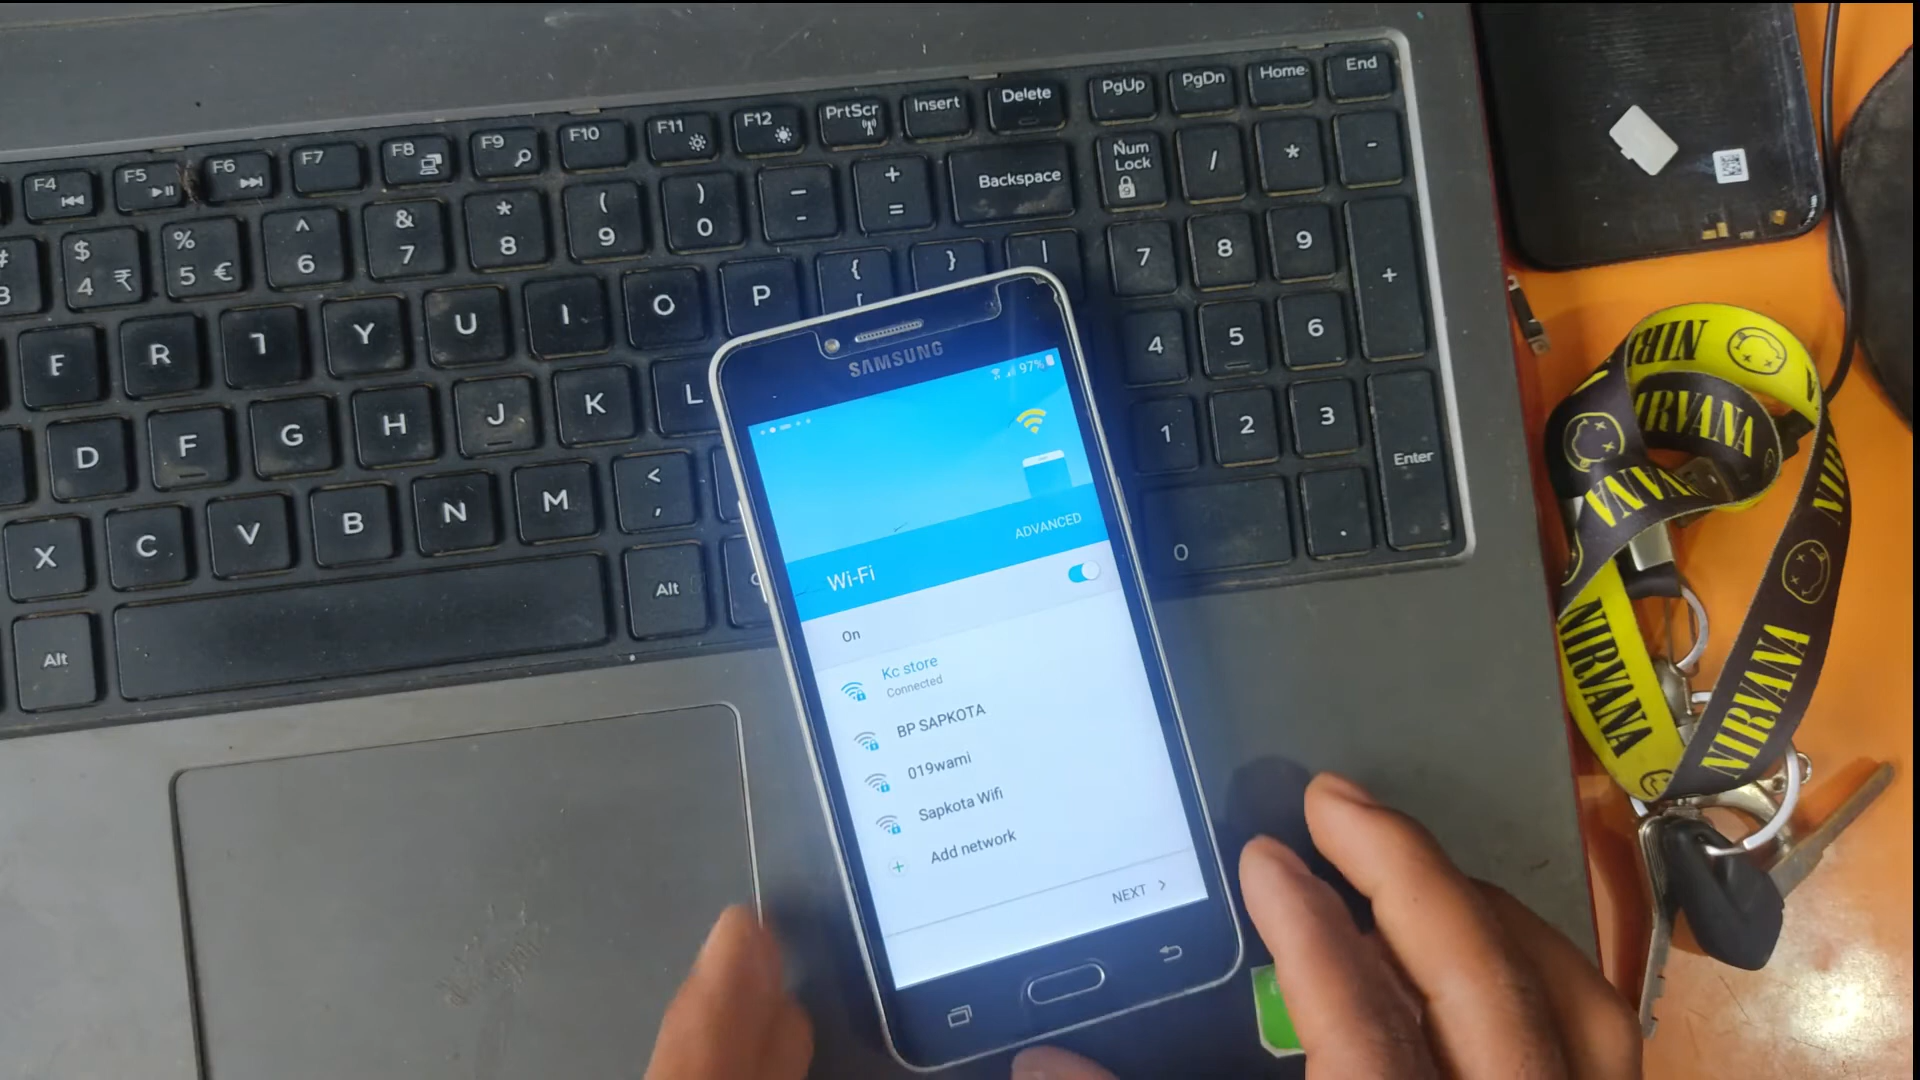 F4 F5 F6 F7 F8 F9 F10 F11 F12 PrtScr Insert Delete PgUp PgDn Home End
$ % ^ & * ( ) _ + Backspace Num Lock / * -
4 ₹ 5 € 6 7 8 9 0 - = 7 8 9 +
R Y U I O P { } | 4 5 6
D F G H J K L 1 2 3 Enter
X C V B N M < , 0 .
Alt Alt
SAMSUNG
97%
ADVANCED
Wi-Fi
On
Kc store
Connected
BP SAPKOTA
019wami
Sapkota Wifi
Add network
NEXT >
NIRVANA
NIRVANA
NIRVANA
NIRVANA